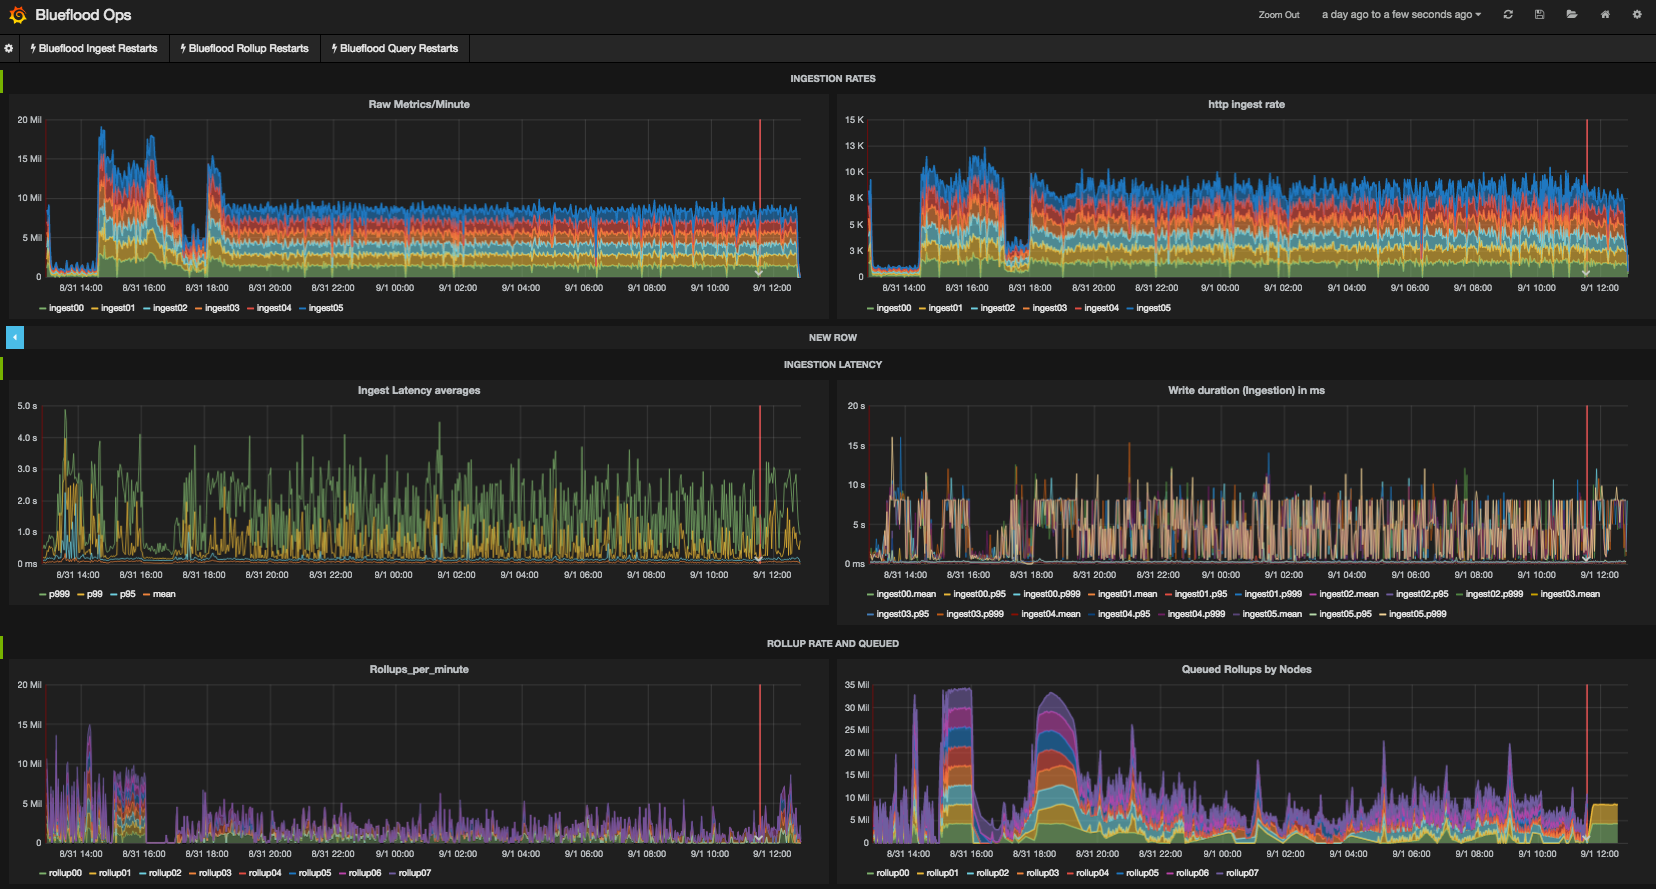 Blueflood Ops
Zoom Out a day ago to a few seconds ago
Blueflood Ingest Restarts Blueflood Rollup Restarts Blueflood Query Restarts
INGESTION RATES
Raw Metrics/Minute
20 Mil
15 Mil
10 Mil
5 Mil
0
8/31 14:00 8/31 16:00 8/31 18:00 8/31 20:00 8/31 22:00 9/1 00:00 9/1 02:00 9/1 04:00 9/1 06:00 9/1 08:00 9/1 10:00 9/1 12:00
ingest00 ingest01 ingest02 ingest03 ingest04 ingest05
http ingest rate
15 K
13 K
10 K
8 K
5 K
3 K
0
8/31 14:00 8/31 16:00 8/31 18:00 8/31 20:00 8/31 22:00 9/1 00:00 9/1 02:00 9/1 04:00 9/1 06:00 9/1 08:00 9/1 10:00 9/1 12:00
ingest00 ingest01 ingest02 ingest03 ingest04 ingest05
NEW ROW
INGESTION LATENCY
Ingest Latency averages
5.0 s
4.0 s
3.0 s
2.0 s
1.0 s
0 ms
8/31 14:00 8/31 16:00 8/31 18:00 8/31 20:00 8/31 22:00 9/1 00:00 9/1 02:00 9/1 04:00 9/1 06:00 9/1 08:00 9/1 10:00 9/1 12:00
p999 p99 p95 mean
Write duration (Ingestion) in ms
20 s
15 s
10 s
5 s
0 ms
8/31 14:00 8/31 16:00 8/31 18:00 8/31 20:00 8/31 22:00 9/1 00:00 9/1 02:00 9/1 04:00 9/1 06:00 9/1 08:00 9/1 10:00 9/1 12:00
ingest00.mean ingest00.p95 ingest00.p999 ingest01.mean ingest01.p95 ingest01.p999 ingest02.mean ingest02.p95 ingest02.p999 ingest03.mean
ingest03.p95 ingest03.p999 ingest04.mean ingest04.p95 ingest04.p999 ingest05.mean ingest05.p95 ingest05.p999
ROLLUP RATE AND QUEUED
Rollups_per_minute
20 Mil
15 Mil
10 Mil
5 Mil
0
8/31 14:00 8/31 16:00 8/31 18:00 8/31 20:00 8/31 22:00 9/1 00:00 9/1 02:00 9/1 04:00 9/1 06:00 9/1 08:00 9/1 10:00 9/1 12:00
rollup00 rollup01 rollup02 rollup03 rollup04 rollup05 rollup06 rollup07
Queued Rollups by Nodes
35 Mil
30 Mil
25 Mil
20 Mil
15 Mil
10 Mil
5 Mil
0
8/31 14:00 8/31 16:00 8/31 18:00 8/31 20:00 8/31 22:00 9/1 00:00 9/1 02:00 9/1 04:00 9/1 06:00 9/1 08:00 9/1 10:00 9/1 12:00
rollup00 rollup01 rollup02 rollup03 rollup04 rollup05 rollup06 rollup07